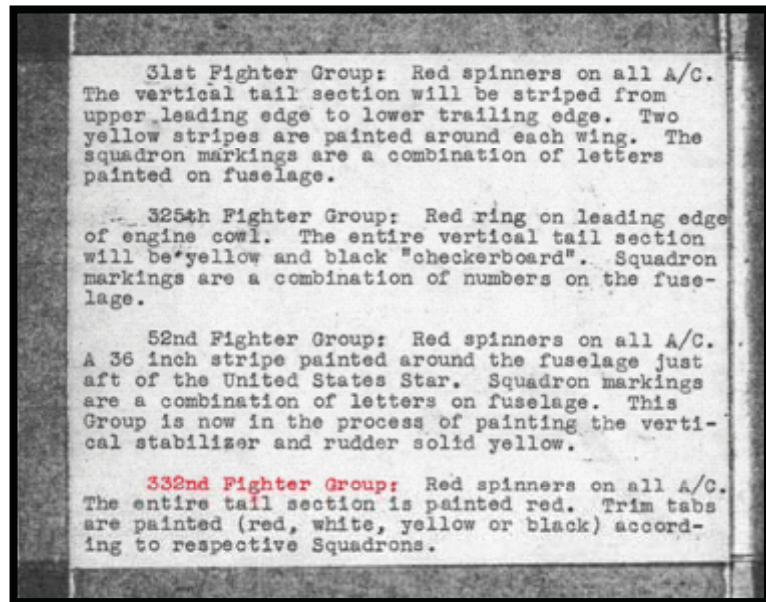 31st Fighter Group: Red spinners on all A/C.
The vertical tail section will be striped from
upper leading edge to lower trailing edge. Two
yellow stripes are painted around each wing. The
squadron markings are a combination of letters
painted on fuselage.
325th Fighter Group: Red ring on leading edge
of engine cowl. The entire vertical tail section
will be yellow and black "checkerboard". Squadron
markings are a combination of numbers on the fuse-
lage.
52nd Fighter Group: Red spinners on all A/C.
A 36 inch stripe painted around the fuselage just
aft of the United States Star. Squadron markings
are a combination of letters on fuselage. This
Group is now in the process of painting the verti-
cal stabilizer and rudder solid yellow.
332nd Fighter Group: Red spinners on all A/C.
The entire tail section is painted red. Trim tabs
are painted (red, white, yellow or black) accord-
ing to respective Squadrons.